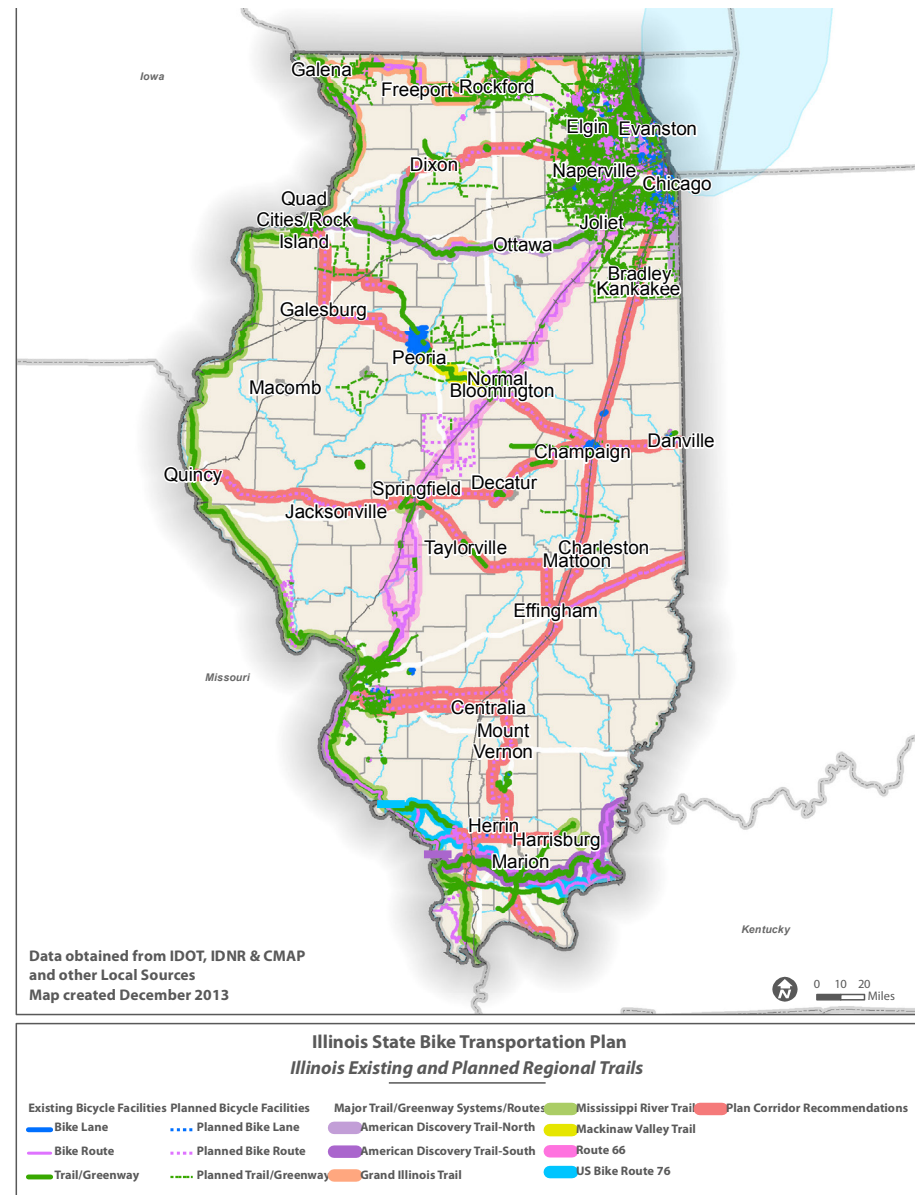 Iowa
Galena
Freeport
Rockford
Elgin
Evanston
Dixon
Naperville
Chicago
Quad
Cities/Rock
Island
Joliet
Ottawa
Bradley
Kankakee
Galesburg
Peoria
Macomb
Normal
Bloomington
Champaign
Danville
Quincy
Springfield
Decatur
Jacksonville
Taylorville
Charleston
Mattoon
Effingham
Missouri
Centralia
Mount
Vernon
Herrin
Harrisburg
Marion
Kentucky
Data obtained from IDOT, IDNR & CMAP
and other Local Sources
Map created December 2013
N
0 10 20
Miles
Illinois State Bike Transportation Plan
Illinois Existing and Planned Regional Trails
Existing Bicycle Facilities
Bike Lane
Bike Route
Trail/Greenway
Planned Bicycle Facilities
Planned Bike Lane
Planned Bike Route
Planned Trail/Greenway
Major Trail/Greenway Systems/Routes
American Discovery Trail-North
American Discovery Trail-South
Grand Illinois Trail
Mississippi River Trail
Mackinaw Valley Trail
Route 66
US Bike Route 76
Plan Corridor Recommendations